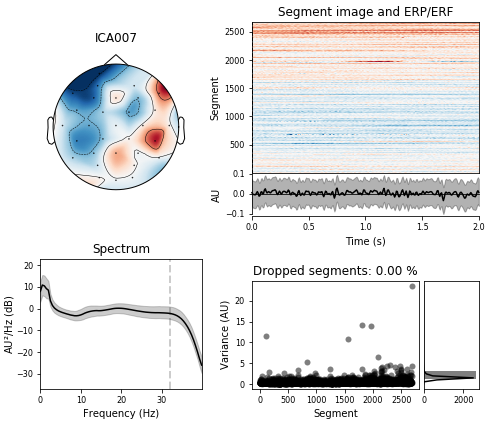 ICA007
Segment image and ERP/ERF
Segment
2500
2000
1500
1000
500
AU
0.1
0.0
−0.1
0.0 0.5 1.0 1.5 2.0
Time (s)
Spectrum
AU²/Hz (dB)
20
10
0
−10
−20
−30
0 10 20 30
Frequency (Hz)
Dropped segments: 0.00 %
Variance (AU)
20
15
10
5
0
0 500 1000 1500 2000 2500
Segment
0 2000